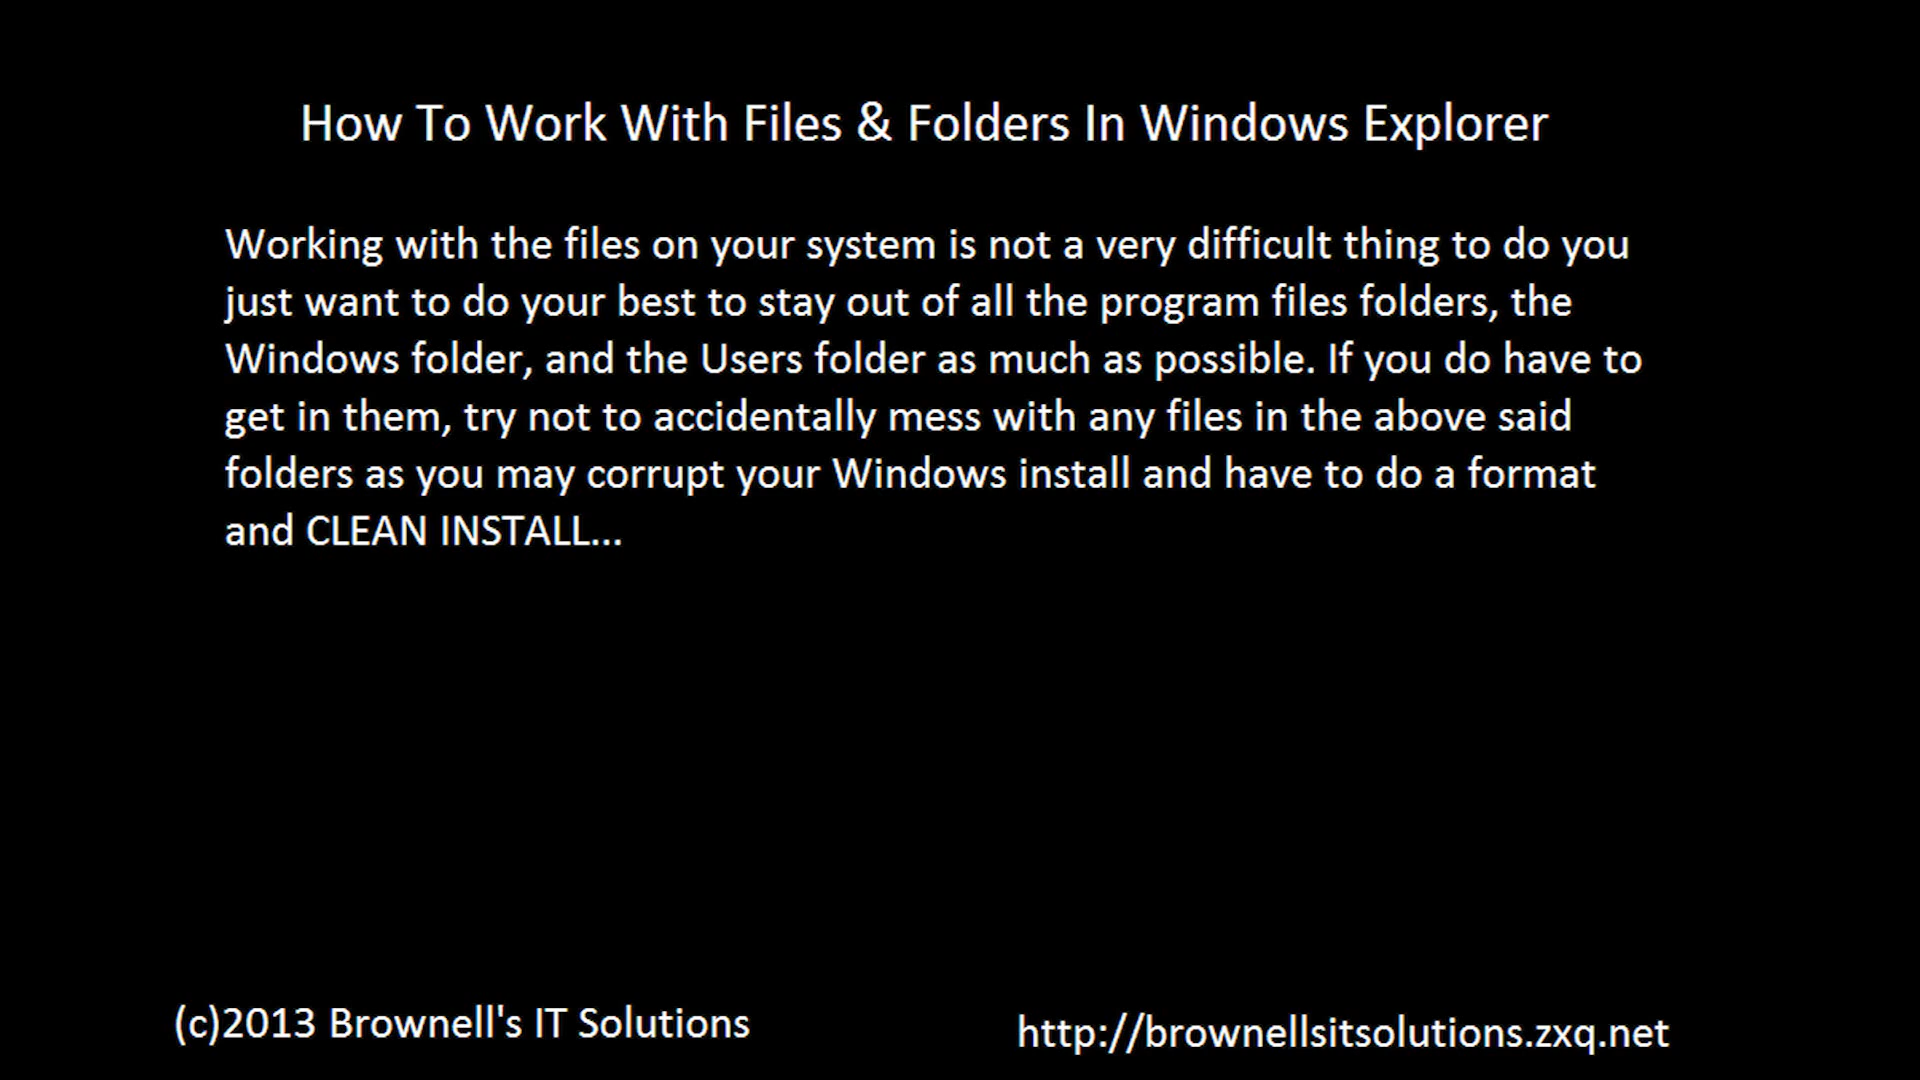 How To Work With Files & Folders In Windows Explorer
Working with the files on your system is not a very difficult thing to do you
just want to do your best to stay out of all the program files folders, the
Windows folder, and the Users folder as much as possible. If you do have to
get in them, try not to accidentally mess with any files in the above said
folders as you may corrupt your Windows install and have to do a format
and CLEAN INSTALL...
(c)2013 Brownell's IT Solutions
http://brownellsitsolutions.zxq.net